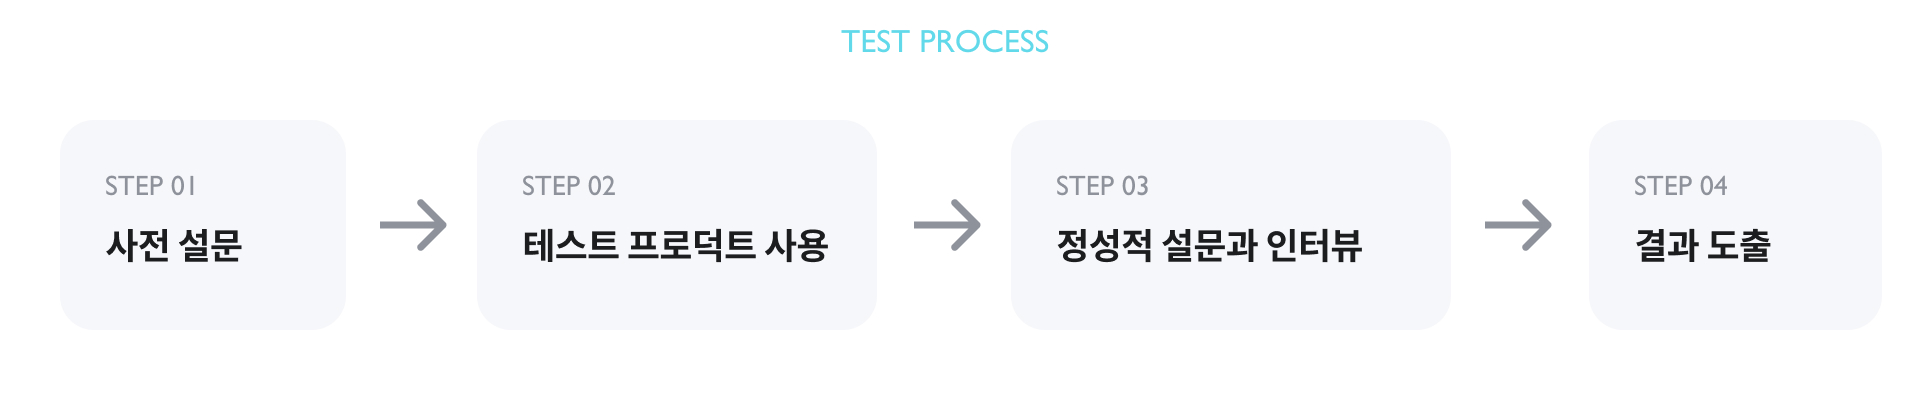 TEST PROCESS
STEP 01
사전 설문
STEP 02
테스트 프로덕트 사용
STEP 03
정성적 설문과 인터뷰
STEP 04
결과 도출